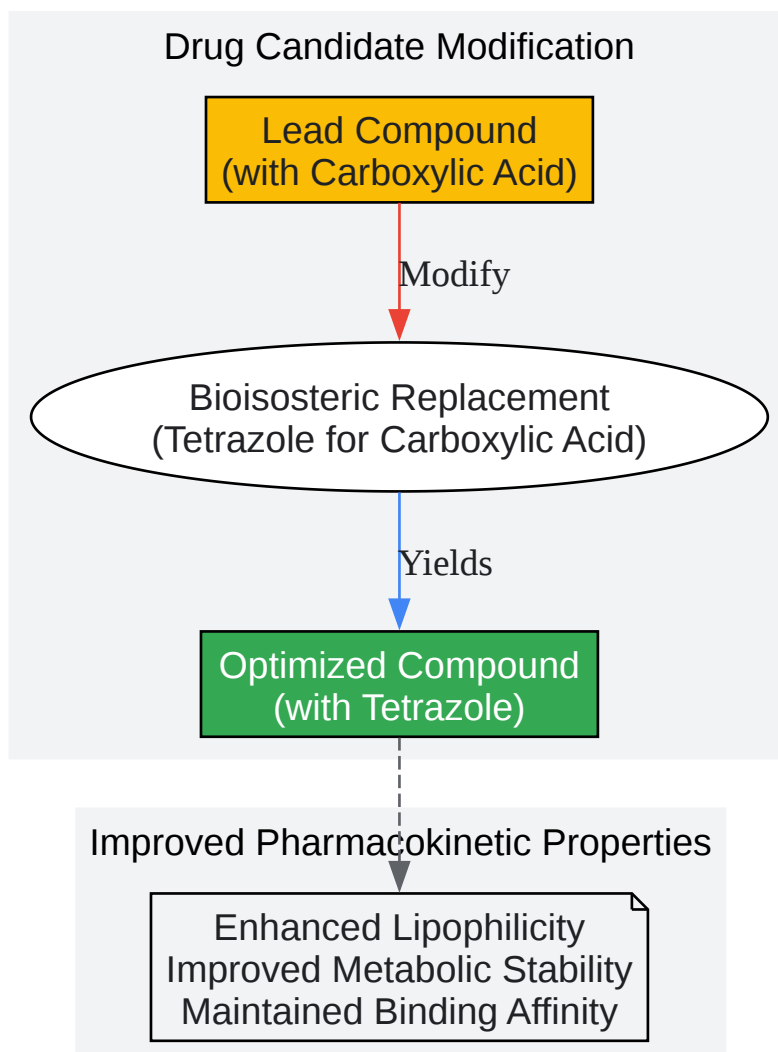 Drug Candidate Modification
Lead Compound
(with Carboxylic Acid)
Modify
Bioisosteric Replacement
(Tetrazole for Carboxylic Acid)
Yields
Optimized Compound
(with Tetrazole)
Improved Pharmacokinetic Properties
Enhanced Lipophilicity
Improved Metabolic Stability
Maintained Binding Affinity